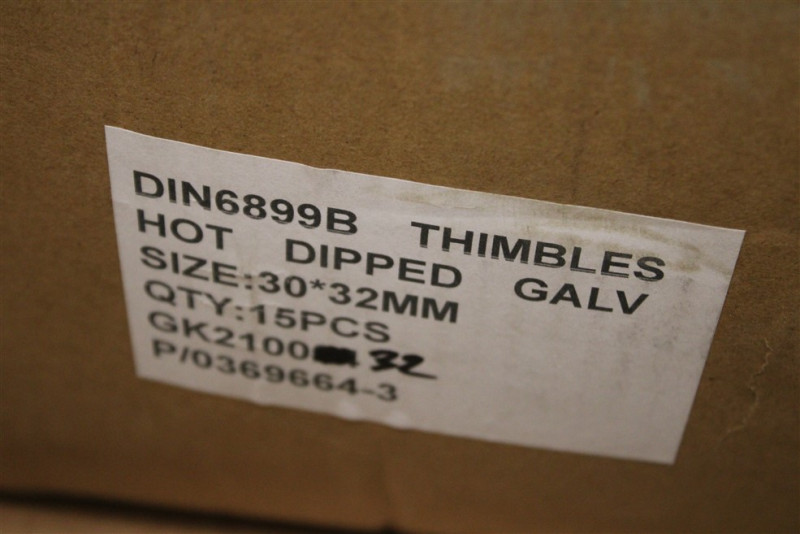 DIN6899B THIMBLES
HOT DIPPED GALV
SIZE:30*32MM
QTY:15PCS
GK2100 32
P/0369664-3